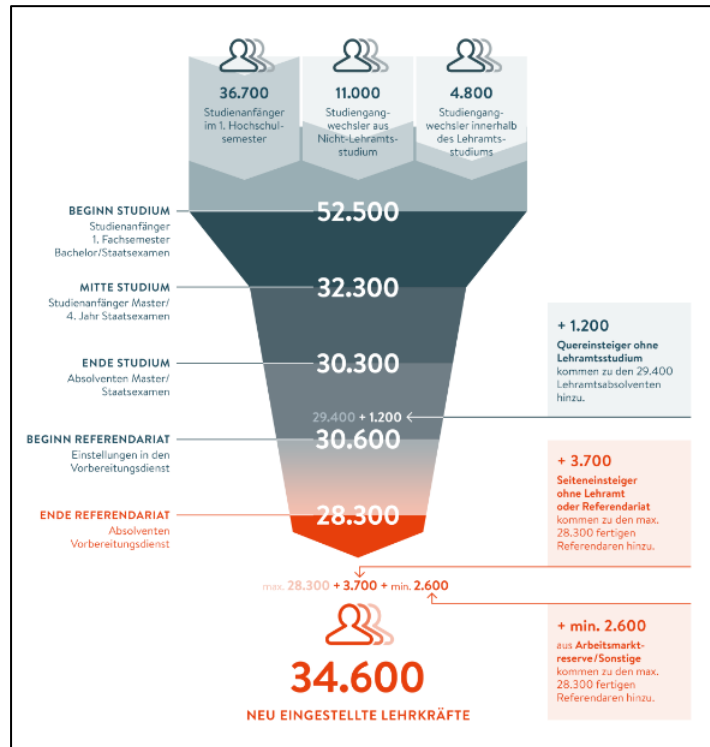 36.700
Studienanfänger
im 1. Hochschul-
semester
11.000
Studiengang-
wechsler aus
Nicht-Lehramts-
studium
4.800
Studiengang-
wechsler innerhalb
des Lehramts-
studiums
BEGINN STUDIUM
Studienanfänger
1. Fachsemester
Bachelor/Staatsexamen
52.500
MITTE STUDIUM
Studienanfänger Master/
4. Jahr Staatsexamen
32.300
ENDE STUDIUM
Absolventen Master/
Staatsexamen
30.300
+ 1.200
Quereinsteiger ohne
Lehramtsstudium
kommen zu den 29.400
Lehramtsabsolventen
hinzu.
29.400 + 1.200
BEGINN REFERENDARIAT
Einstellungen in den
Vorbereitungsdienst
30.600
+ 3.700
Seiteneinsteiger
ohne Lehramt
oder Referendariat
kommen zu den max.
28.300 fertigen
Referendaren hinzu.
ENDE REFERENDARIAT
Absolventen
Vorbereitungsdienst
28.300
max. 28.300 + 3.700 + min. 2.600
+ min. 2.600
aus Arbeitsmarkt-
reserve/Sonstige
kommen zu den max.
28.300 fertigen
Referendaren hinzu.
34.600
NEU EINGESTELLTE LEHRKRÄFTE